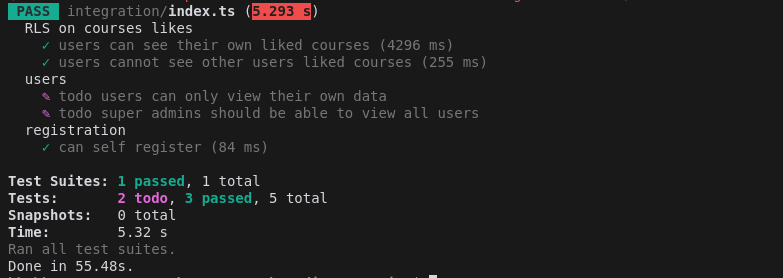 PASS integration/index.ts (5.293 s)
RLS on courses likes
✓ users can see their own liked courses (4296 ms)
✓ users cannot see other users liked courses (255 ms)
users
✎ todo users can only view their own data
✎ todo super admins should be able to view all users
registration
✓ can self register (84 ms)
Test Suites: 1 passed, 1 total
Tests: 2 todo, 3 passed, 5 total
Snapshots: 0 total
Time: 5.32 s
Ran all test suites.
Done in 55.48s.